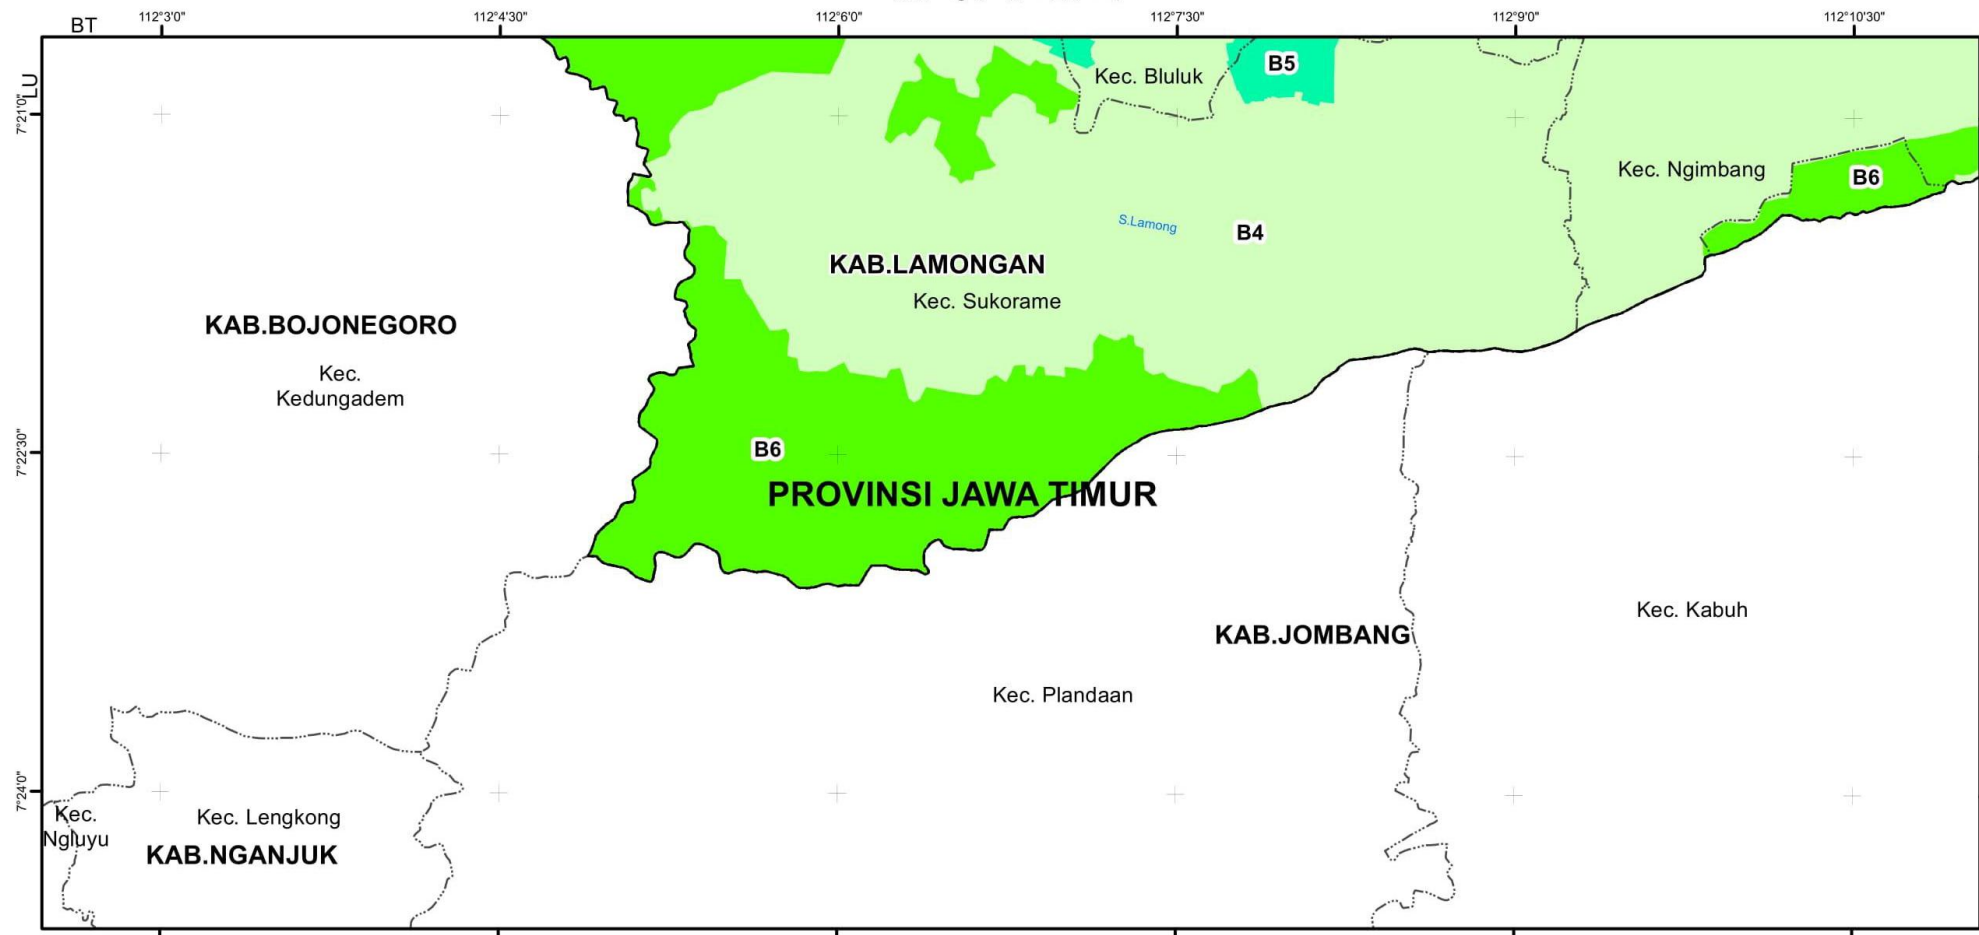 BT
112°3'0"
112°4'30"
112°6'0"
112°7'30"
112°9'0"
112°10'30"
LU
7°21'0"
Kec. Bluluk
B5
Kec. Ngimbang
B6
S.Lamong
B4
KAB.LAMONGAN
Kec. Sukorame
KAB.BOJONEGORO
Kec.
Kedungadem
7°22'30"
B6
PROVINSI JAWA TIMUR
Kec. Kabuh
KAB.JOMBANG
Kec. Plandaan
7°24'0"
Kec.
Ngluyu
Kec. Lengkong
KAB.NGANJUK